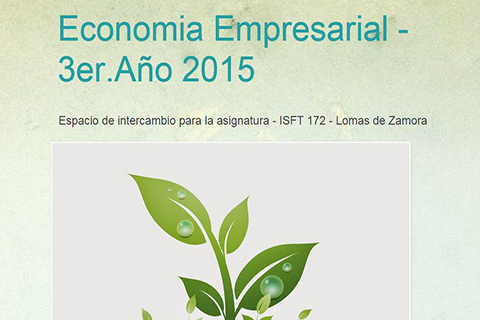 Economia Empresarial -
3er.Año 2015
Espacio de intercambio para la asignatura - ISFT 172 - Lomas de Zamora